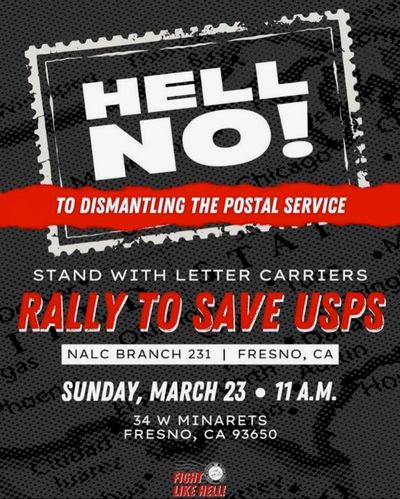 HELL
NO!
TO DISMANTLING THE POSTAL SERVICE
STAND WITH LETTER CARRIERS
RALLY TO SAVE USPS
NALC BRANCH 231 | FRESNO, CA
SUNDAY, MARCH 23 • 11 A.M.
34 W MINARETS
FRESNO, CA 93650
FIGHT
LIKE HELL!